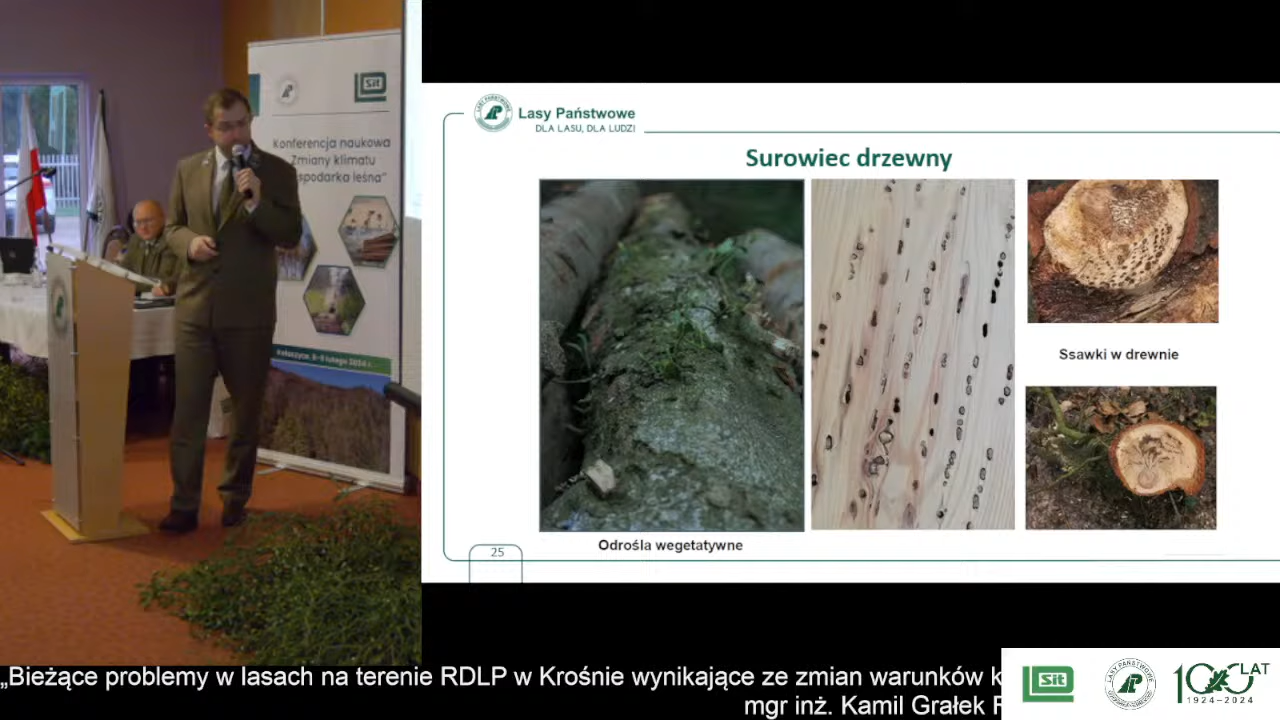 Sit
Konferencja naukowa
Zmiany klimatu
spodarka leśna”
Lasy Państwowe
DLA LASU, DLA LUDZI
Surowiec drzewny
Ssawki w drewnie
Odrośla wegetatywne
25
„Bieżące problemy w lasach na terenie RDLP w Krośnie wynikające ze zmian warunków k
mgr inż. Kamil Grałek R
Sit
LASY PAŃSTWOWE
100 LAT
1924–2024